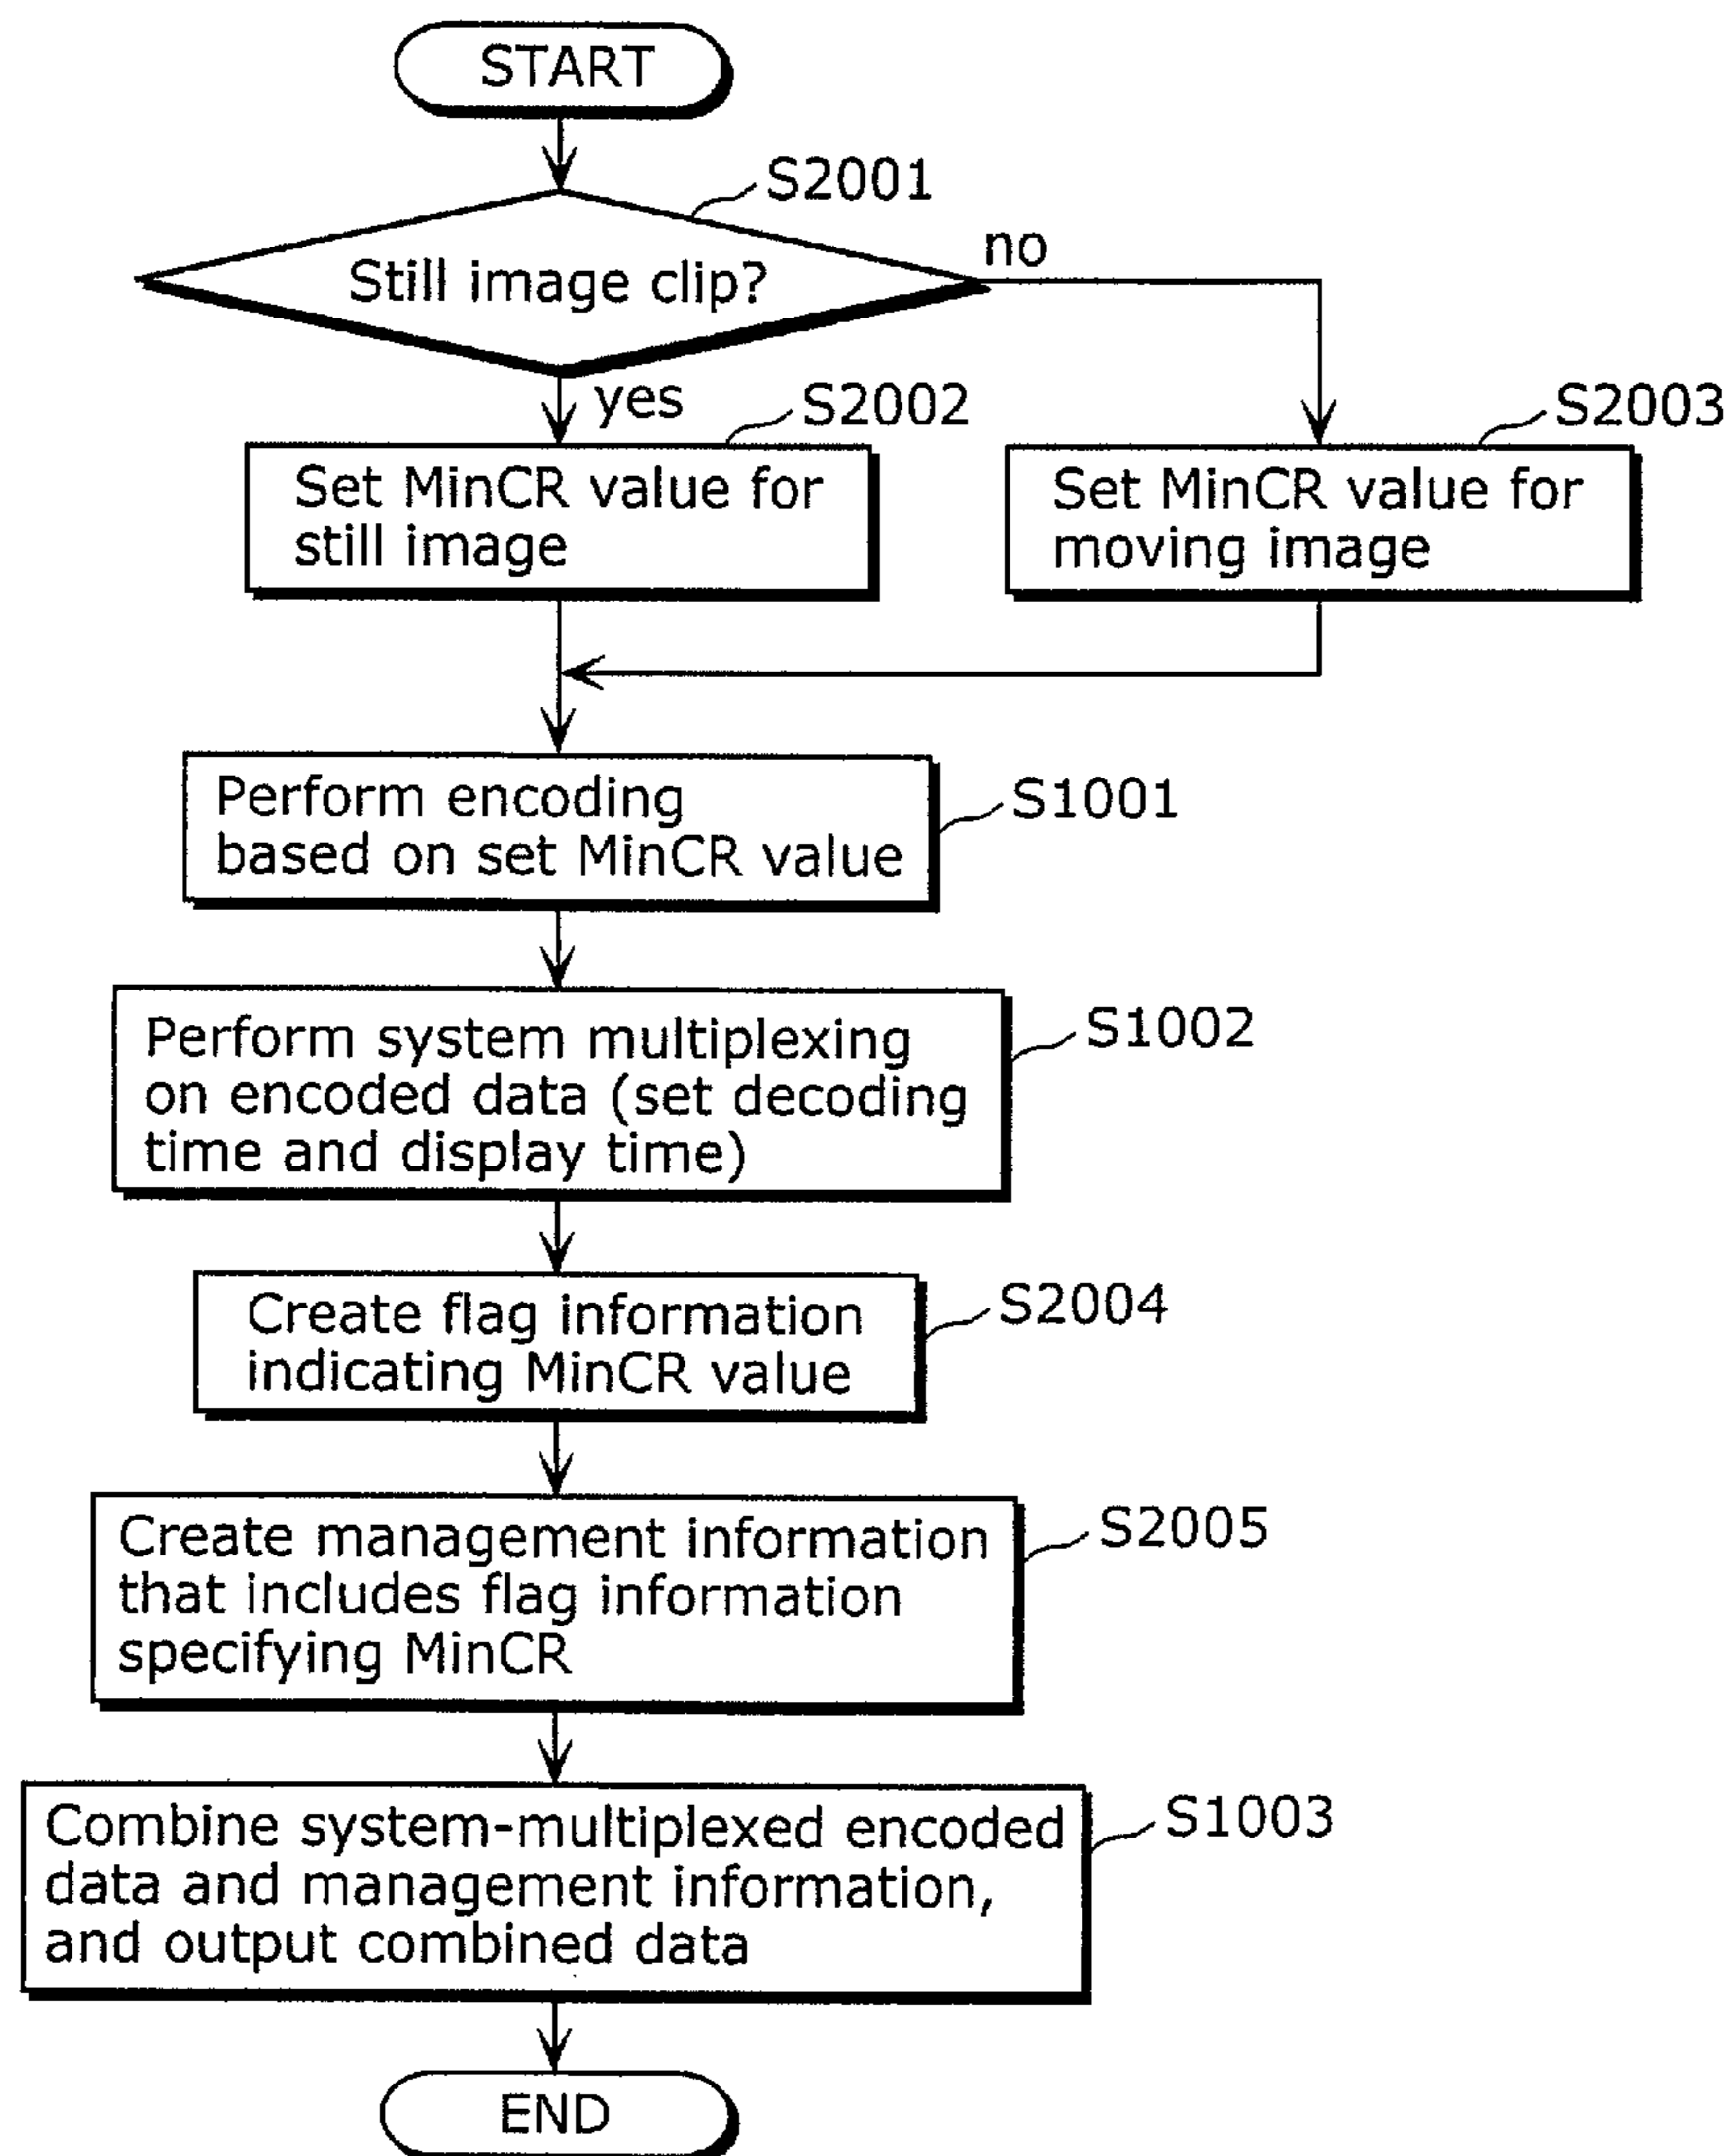 START
S2001
Still image clip?
no
yes
S2002
S2003
Set MinCR value for
still image
Set MinCR value for
moving image
Perform encoding
based on set MinCR value
S1001
Perform system multiplexing
on encoded data (set decoding
time and display time)
S1002
Create flag information
indicating MinCR value
S2004
Create management information
that includes flag information
specifying MinCR
S2005
Combine system-multiplexed encoded
data and management information,
and output combined data
S1003
END